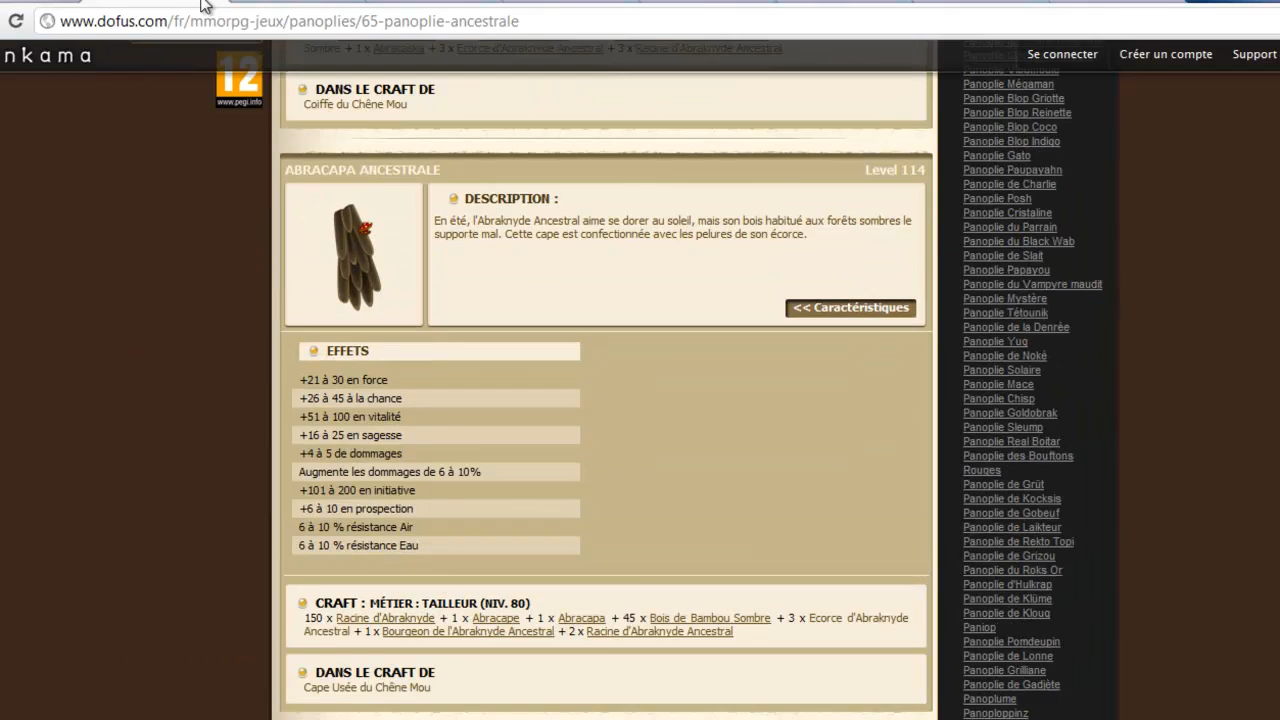 www.dofus.com/fr/mmorpg-jeux/panoplies/65-panoplie-ancestrale
nkama
Se connecter Créer un compte Support
12
www.pegi.info
Sombre + 1 x Abracaska + 3 x Ecorce d'Abraknyde Ancestral + 3 x Racine d'Abraknyde Ancestral
DANS LE CRAFT DE
Coiffe du Chêne Mou
ABRACAPA ANCESTRALE Level 114
DESCRIPTION :
En été, l'Abraknyde Ancestral aime se dorer au soleil, mais son bois habitué aux forêts sombres le
supporte mal. Cette cape est confectionnée avec les pelures de son écorce.
<< Caractéristiques
EFFETS
+21 à 30 en force
+26 à 45 à la chance
+51 à 100 en vitalité
+16 à 25 en sagesse
+4 à 5 de dommages
Augmente les dommages de 6 à 10%
+101 à 200 en initiative
+6 à 10 en prospection
6 à 10 % résistance Air
6 à 10 % résistance Eau
CRAFT : MÉTIER : TAILLEUR (NIV. 80)
150 x Racine d'Abraknyde + 1 x Abracape + 1 x Abracapa + 45 x Bois de Bambou Sombre + 3 x Ecorce d'Abraknyde
Ancestral + 1 x Bourgeon de l'Abraknyde Ancestral + 2 x Racine d'Abraknyde Ancestral
DANS LE CRAFT DE
Cape Usée du Chêne Mou
Panoplie Mégaman
Panoplie Blop Griotte
Panoplie Blop Reinette
Panoplie Blop Coco
Panoplie Blop Indigo
Panoplie Gato
Panoplie Paupayahn
Panoplie de Charlie
Panoplie Posh
Panoplie Cristaline
Panoplie du Parrain
Panoplie du Black Wab
Panoplie de Slait
Panoplie Papayou
Panoplie du Vampyre maudit
Panoplie Mystère
Panoplie Tétounik
Panoplie de la Denrée
Panoplie Yug
Panoplie de Noké
Panoplie Solaire
Panoplie Mace
Panoplie Chisp
Panoplie Goldobrak
Panoplie Sleump
Panoplie Real Boitar
Panoplie des Bouftons
Rouges
Panoplie de Grüt
Panoplie de Kocksis
Panoplie de Gobeuf
Panoplie de Laikteur
Panoplie de Rekto Topi
Panoplie de Grizou
Panoplie du Roks Or
Panoplie d'Hulkrap
Panoplie de Klüme
Panoplie de Kloug
Paniop
Panoplie Pomdeupin
Panoplie de Lonne
Panoplie Grilliane
Panoplie de Gadjète
Panoplume
Panoploppinz